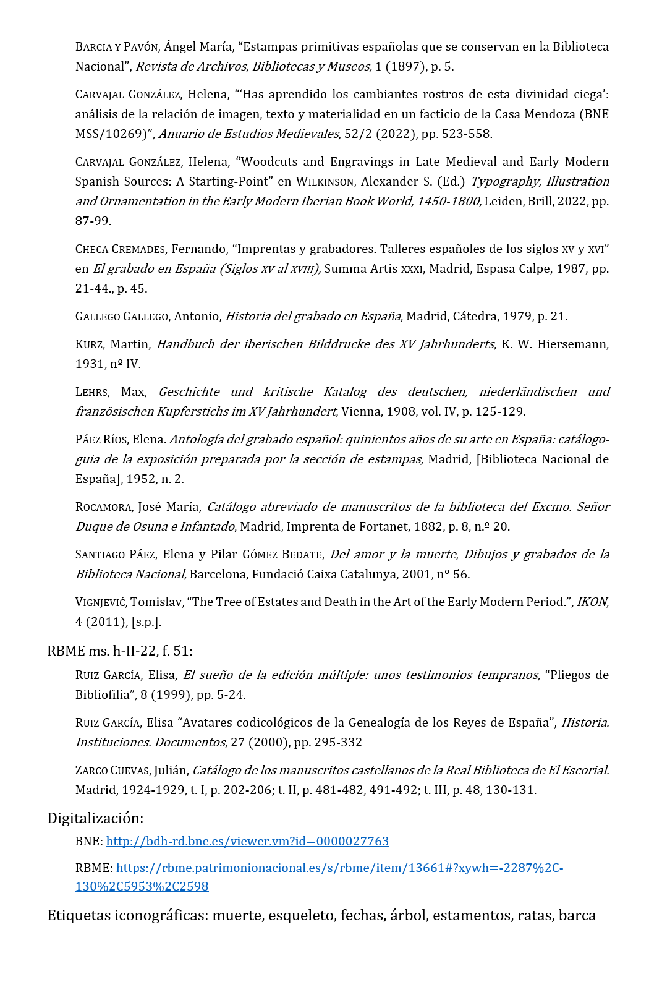 BARCIA Y PAVÓN, Ángel María, “Estampas primitivas españolas que se conservan en la Biblioteca
Nacional”, Revista de Archivos, Bibliotecas y Museos, 1 (1897), p. 5.
CARVAJAL GONZÁLEZ, Helena, “‘Has aprendido los cambiantes rostros de esta divinidad ciega’:
análisis de la relación de imagen, texto y materialidad en un facticio de la Casa Mendoza (BNE
MSS/10269)”, Anuario de Estudios Medievales, 52/2 (2022), pp. 523-558.
CARVAJAL GONZÁLEZ, Helena, “Woodcuts and Engravings in Late Medieval and Early Modern
Spanish Sources: A Starting-Point” en WILKINSON, Alexander S. (Ed.) Typography, Illustration
and Ornamentation in the Early Modern Iberian Book World, 1450-1800, Leiden, Brill, 2022, pp.
87-99.
CHECA CREMADES, Fernando, “Imprentas y grabadores. Talleres españoles de los siglos XV y XVI”
en El grabado en España (Siglos XV al XVIII), Summa Artis XXXI, Madrid, Espasa Calpe, 1987, pp.
21-44., p. 45.
GALLEGO GALLEGO, Antonio, Historia del grabado en España, Madrid, Cátedra, 1979, p. 21.
KURZ, Martin, Handbuch der iberischen Bilddrucke des XV Jahrhunderts, K. W. Hiersemann,
1931, nº IV.
LEHRS, Max, Geschichte und kritische Katalog des deutschen, niederländischen und
französischen Kupferstichs im XV Jahrhundert, Vienna, 1908, vol. IV, p. 125-129.
PÁEZ RÍOS, Elena. Antología del grabado español: quinientos años de su arte en España: catálogo-
guia de la exposición preparada por la sección de estampas, Madrid, [Biblioteca Nacional de
España], 1952, n. 2.
ROCAMORA, José María, Catálogo abreviado de manuscritos de la biblioteca del Excmo. Señor
Duque de Osuna e Infantado, Madrid, Imprenta de Fortanet, 1882, p. 8, n.º 20.
SANTIAGO PÁEZ, Elena y Pilar GÓMEZ BEDATE, Del amor y la muerte, Dibujos y grabados de la
Biblioteca Nacional, Barcelona, Fundació Caixa Catalunya, 2001, nº 56.
VIGNJEVIĆ, Tomislav, “The Tree of Estates and Death in the Art of the Early Modern Period.”, IKON,
4 (2011), [s.p.].
RBME ms. h-II-22, f. 51:
RUIZ GARCÍA, Elisa, El sueño de la edición múltiple: unos testimonios tempranos, “Pliegos de
Bibliofilia”, 8 (1999), pp. 5-24.
RUIZ GARCÍA, Elisa “Avatares codicológicos de la Genealogía de los Reyes de España”, Historia.
Instituciones. Documentos, 27 (2000), pp. 295-332
ZARCO CUEVAS, Julián, Catálogo de los manuscritos castellanos de la Real Biblioteca de El Escorial.
Madrid, 1924-1929, t. I, p. 202-206; t. II, p. 481-482, 491-492; t. III, p. 48, 130-131.
Digitalización:
BNE: http://bdh-rd.bne.es/viewer.vm?id=0000027763
RBME: https://rbme.patrimonionacional.es/s/rbme/item/13661#?xywh=-2287%2C-
130%2C5953%2C2598
Etiquetas iconográficas: muerte, esqueleto, fechas, árbol, estamentos, ratas, barca